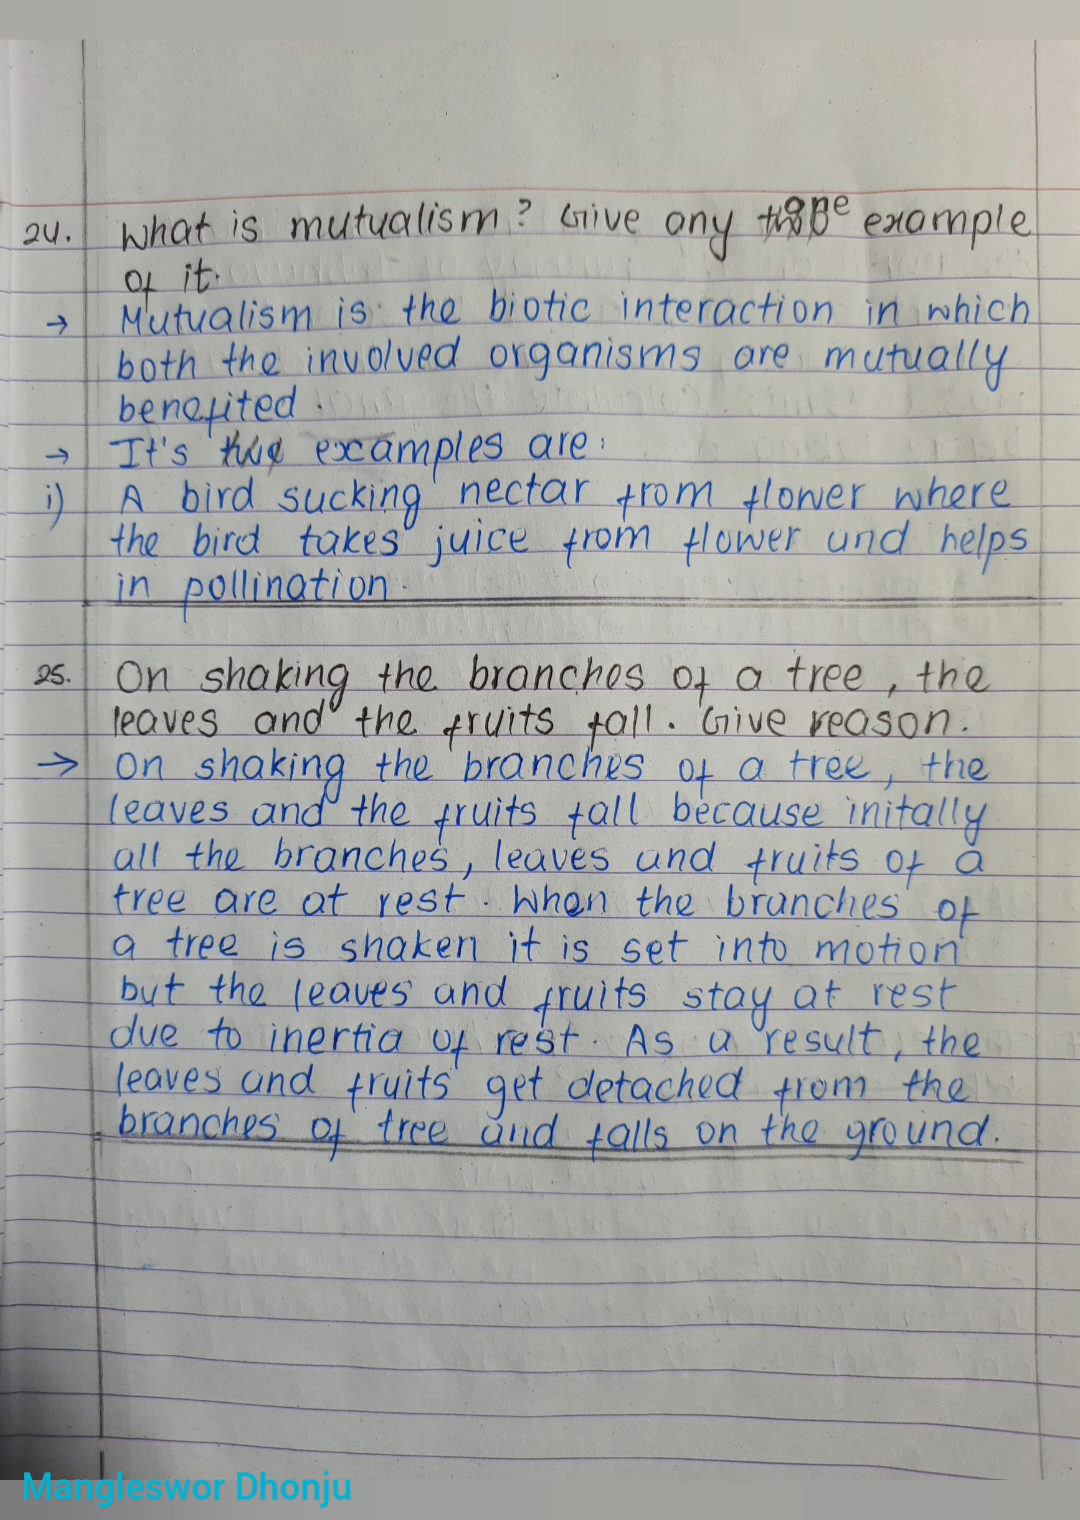 24. What is mutualism? Give any one example
of it.
→ Mutualism is the biotic interaction in which
both the involved organisms are mutually
benefited.
→ It's examples are:
i) A bird sucking nectar from flower where
the bird takes juice from flower and helps
in pollination.
25. On shaking the branches of a tree, the
leaves and the fruits fall. Give reason.
→ On shaking the branches of a tree, the
leaves and the fruits fall because initally
all the branches, leaves and fruits of a
tree are at rest. When the branches of
a tree is shaken it is set into motion
but the leaves and fruits stay at rest
due to inertia of rest. As a result, the
leaves and fruits get detached from the
branches of tree and falls on the ground.
Mangleswor Dhonju